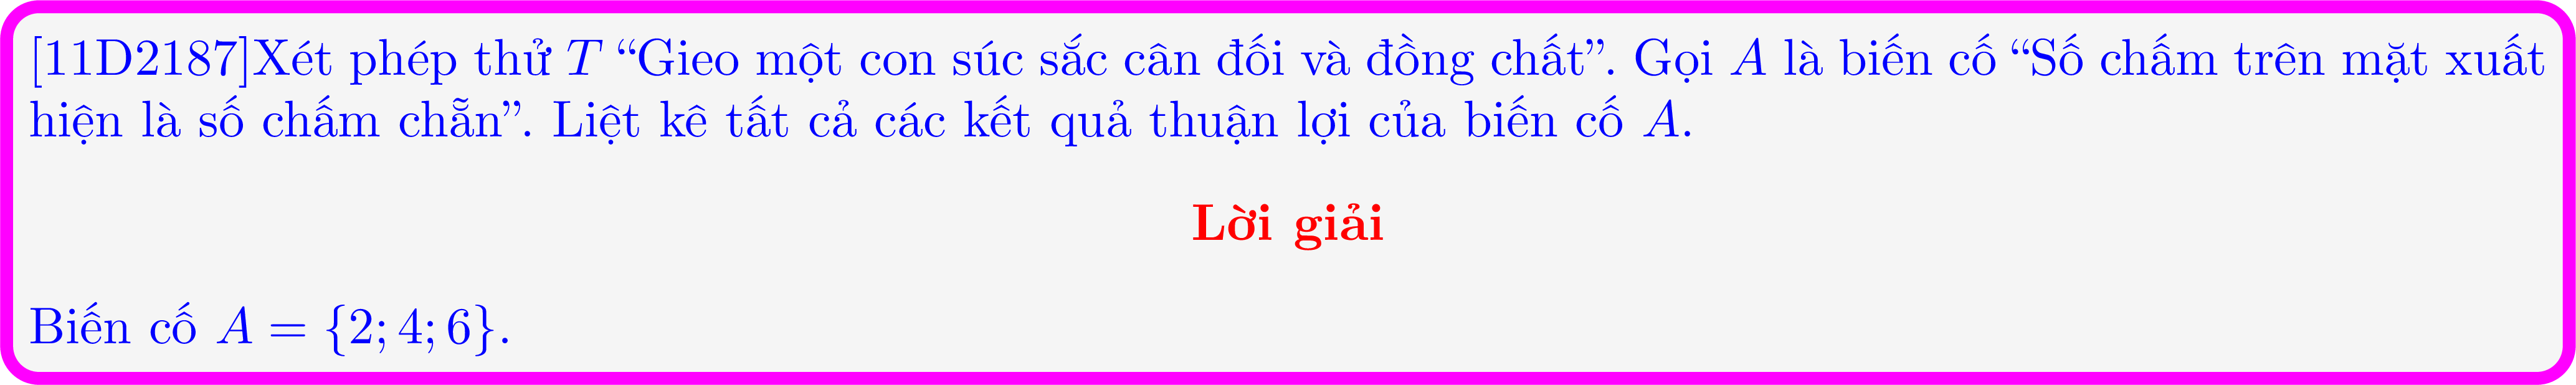 [11D2187]Xét phép thử T “Gieo một con súc sắc cân đối và đồng chất”. Gọi A là biến cố “Số chấm trên mặt xuất
hiện là số chấm chẵn”. Liệt kê tất cả các kết quả thuận lợi của biến cố A.
Lời giải
Biến cố A = {2; 4; 6}.